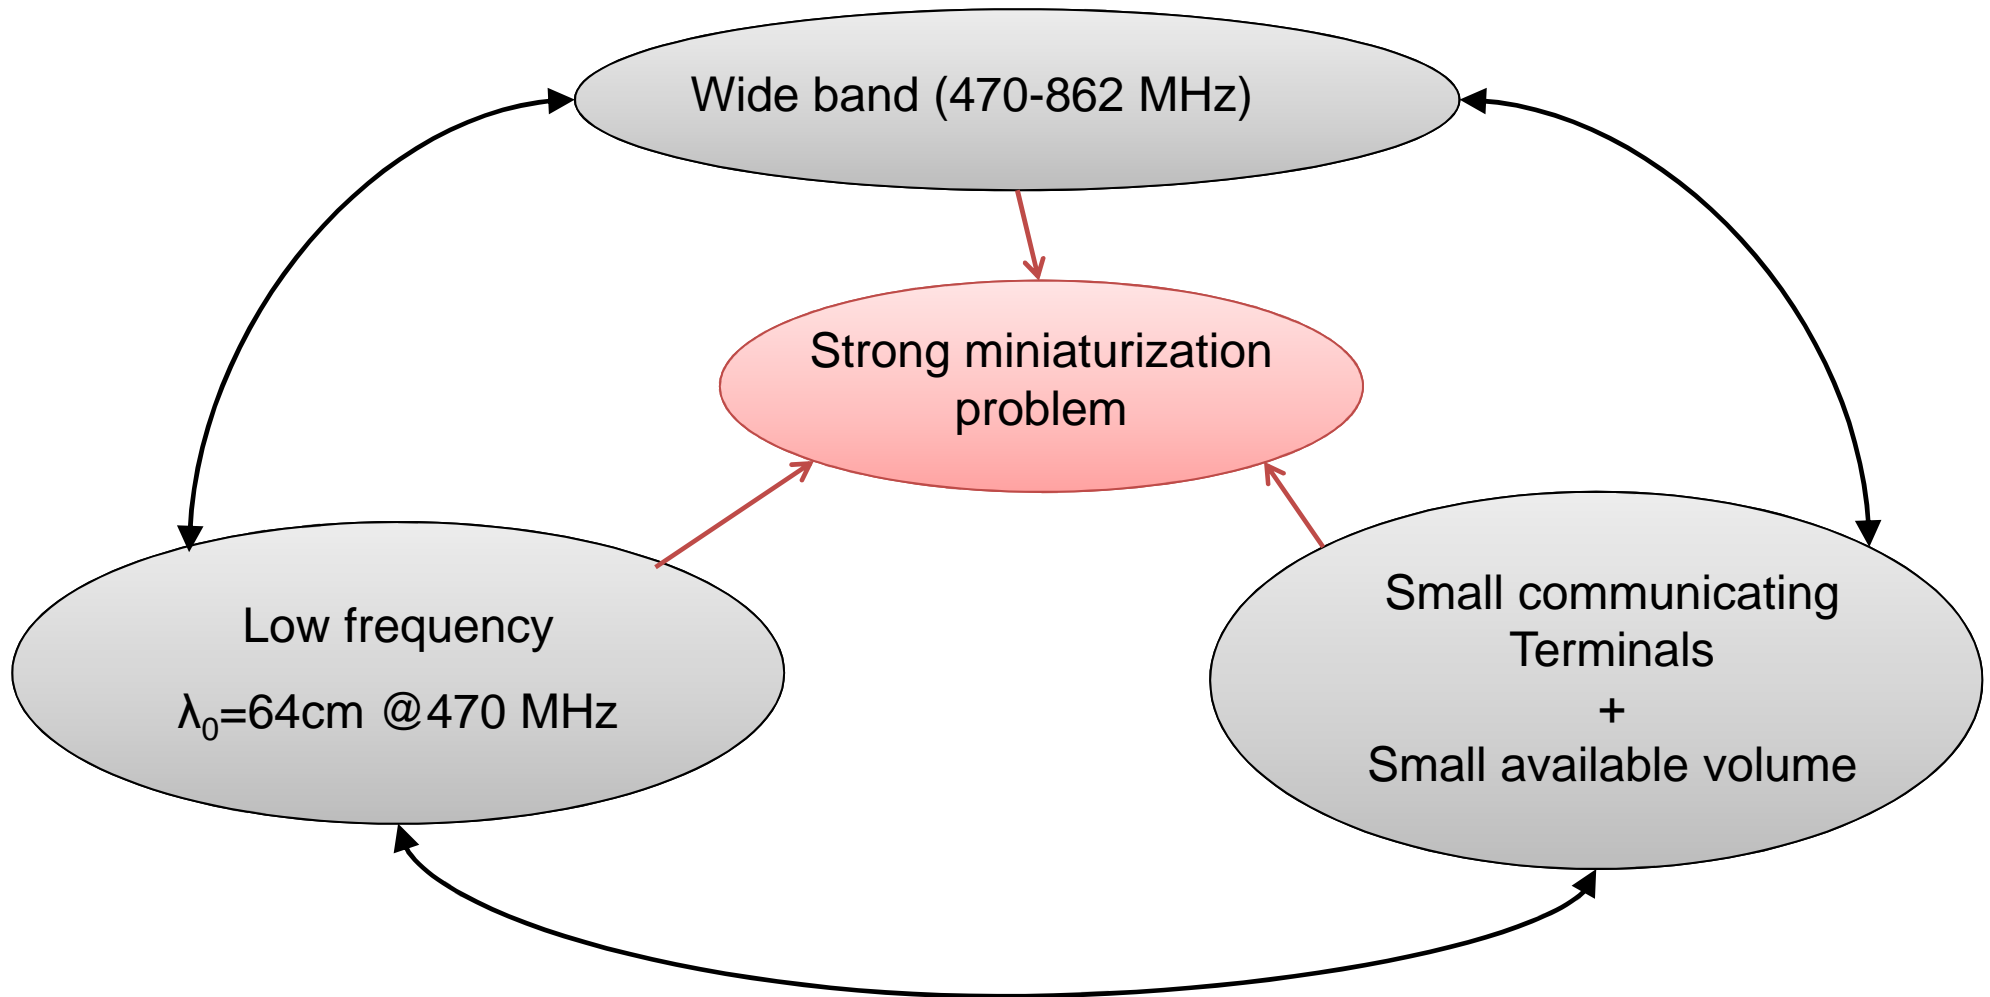 Wide band (470-862 MHz)
Strong miniaturization
problem
Low frequency
λ₀=64cm @470 MHz
Small communicating
Terminals
+
Small available volume